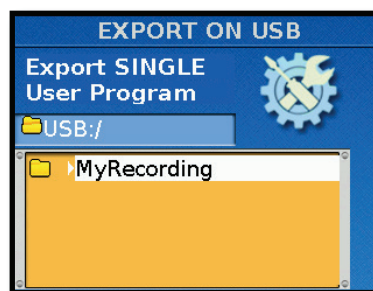 EXPORT ON USB
Export SINGLE
User Program
USB:/
MyRecording